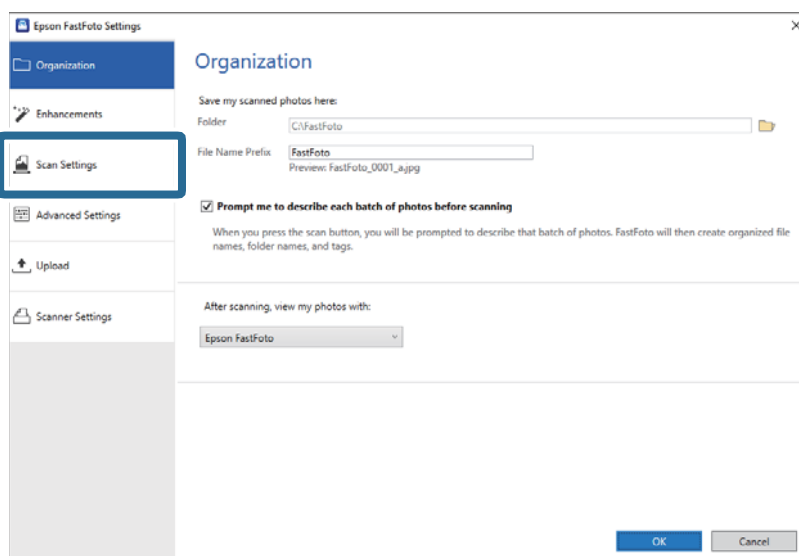 Epson FastFoto Settings
Organization
Enhancements
Scan Settings
Advanced Settings
Upload
Scanner Settings
Organization
Save my scanned photos here:
Folder
C:\FastFoto
File Name Prefix
FastFoto
Preview: FastFoto_0001_a.jpg
Prompt me to describe each batch of photos before scanning
When you press the scan button, you will be prompted to describe that batch of photos. FastFoto will then create organized file
names, folder names, and tags.
After scanning, view my photos with:
Epson FastFoto
OK
Cancel